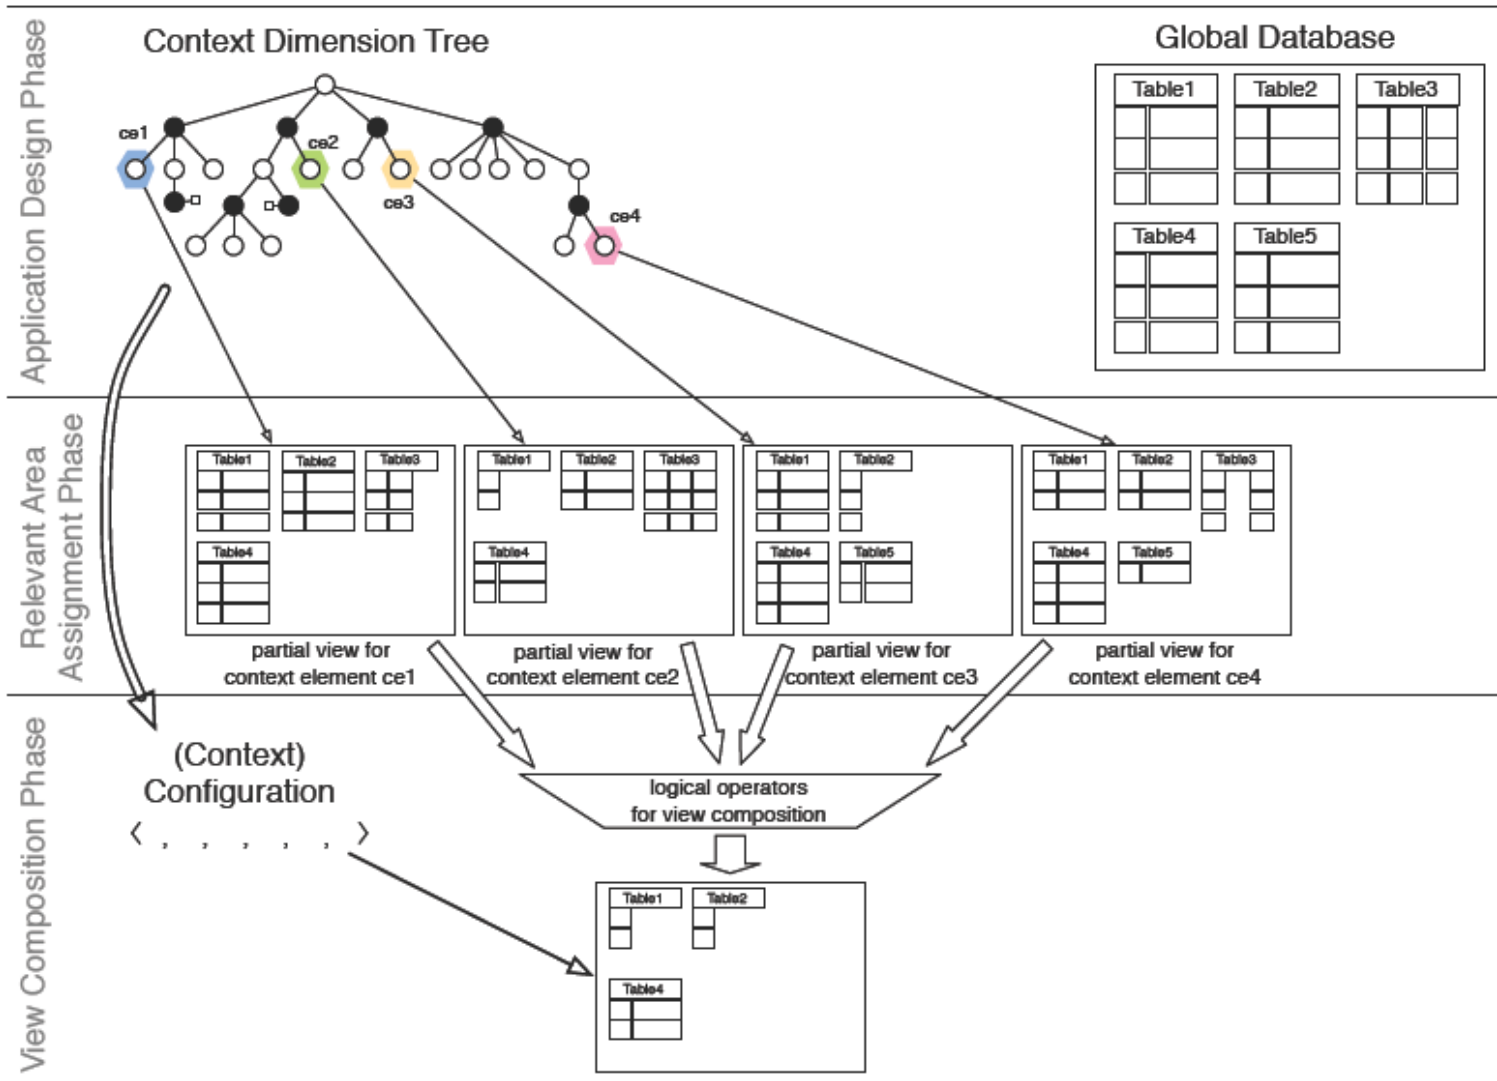 Application Design Phase
Context Dimension Tree
ce1
ce2
ce3
ce4
Global Database
Table1
Table2
Table3
Table4
Table5
Relevant Area
Assignment Phase
Table1
Table2
Table3
Table4
partial view for
context element ce1
Table1
Table2
Table3
Table4
partial view for
context element ce2
Table1
Table2
Table4
Table5
partial view for
context element ce3
Table1
Table2
Table3
Table4
Table5
partial view for
context element ce4
View Composition Phase
(Context)
Configuration
⟨ , , , , , ⟩
logical operators
for view composition
Table1
Table2
Table4